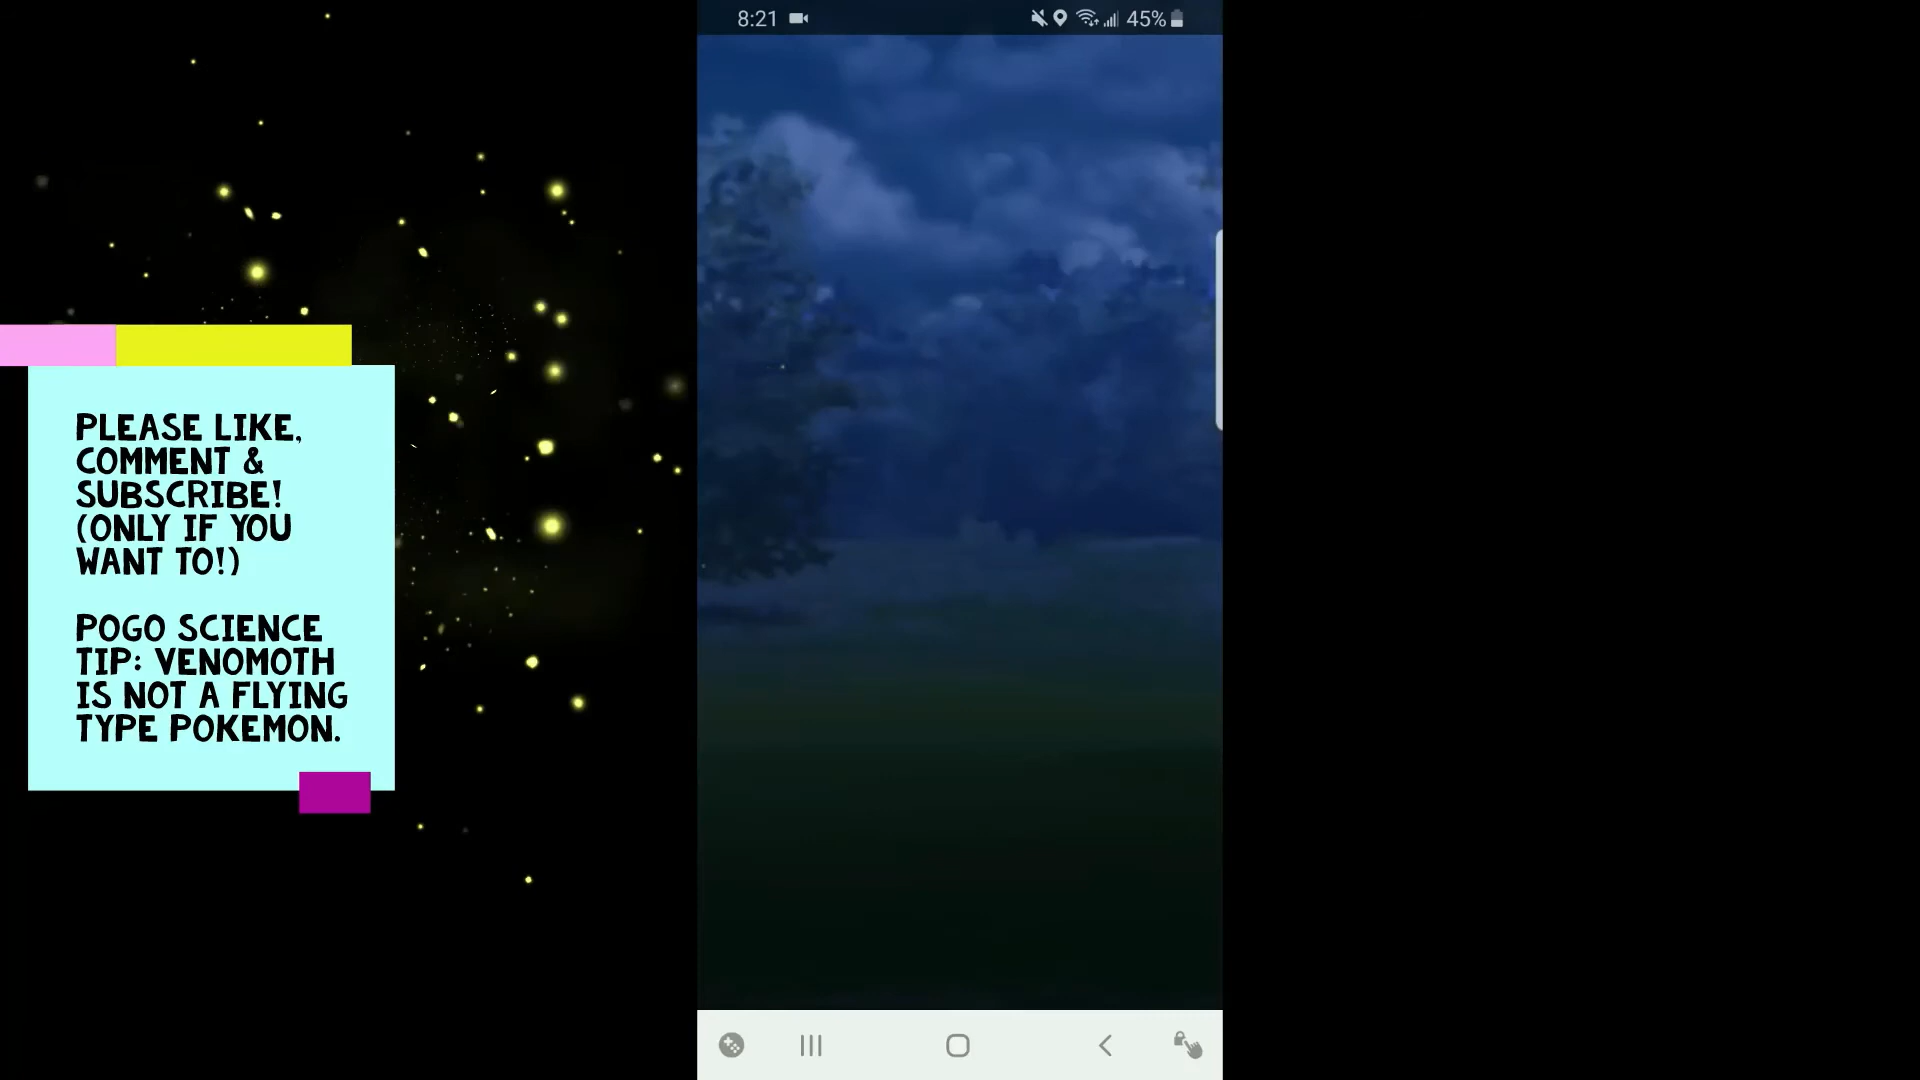 8:21
45%
PLEASE LIKE,
COMMENT &
SUBSCRIBE!
(ONLY IF YOU
WANT TO!)
POGO SCIENCE
TIP: VENOMOTH
IS NOT A FLYING
TYPE POKEMON.